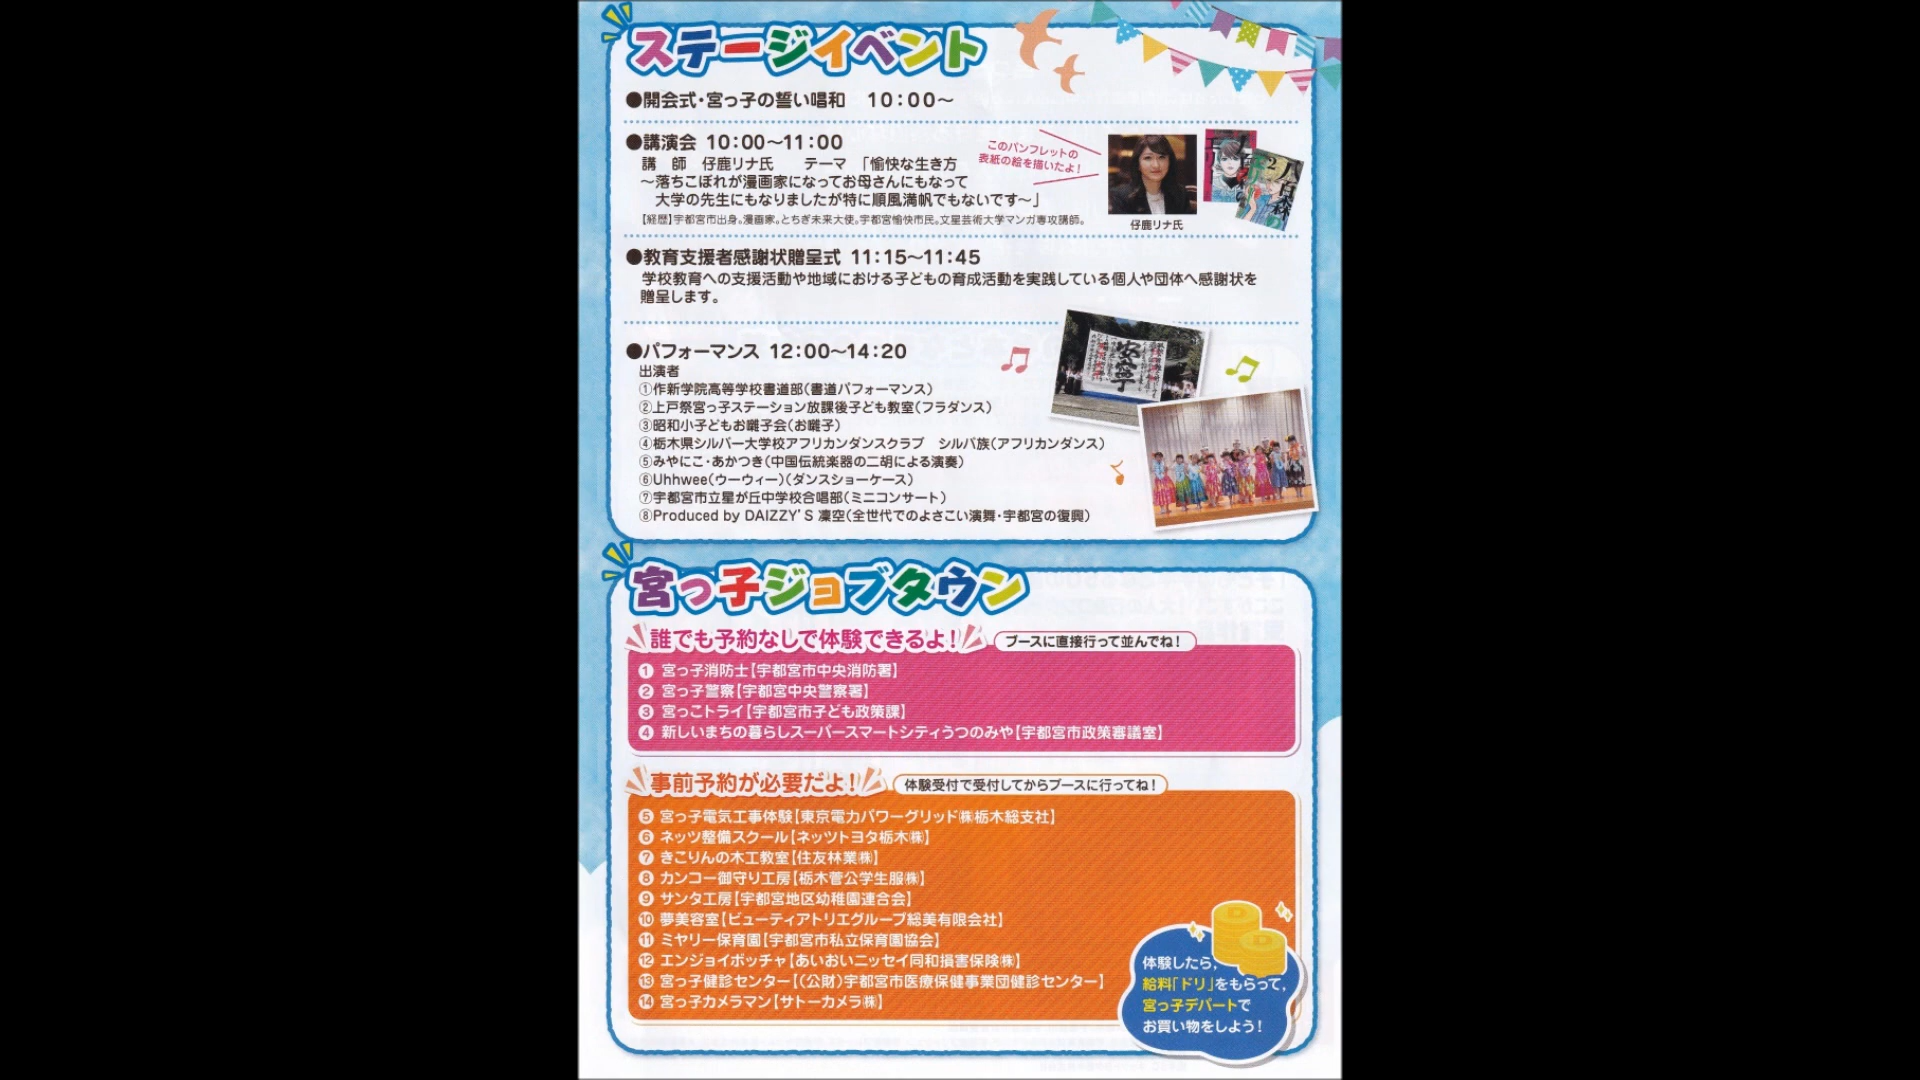 ステージイベント
●開会式・宮っ子の誓い唱和　10：00～
●講演会 10：00～11：00
講　師　仔鹿リナ氏　　テーマ　「愉快な生き方
～落ちこぼれが漫画家になってお母さんにもなって
大学の先生にもなりましたが特に順風満帆でもないです～」
【経歴】宇都宮市出身。漫画家。とちぎ未来大使。宇都宮愉快市民。文星芸術大学マンガ専攻講師。
このパンフレットの
表紙の絵を描いたよ！
仔鹿リナ氏
●教育支援者感謝状贈呈式 11：15～11：45
学校教育への支援活動や地域における子どもの育成活動を実践している個人や団体へ感謝状を
贈呈します。
●パフォーマンス 12：00～14：20
出演者
①作新学院高等学校書道部（書道パフォーマンス）
②上戸祭宮っ子ステーション放課後子ども教室（フラダンス）
③昭和小子どもお囃子会（お囃子）
④栃木県シルバー大学校アフリカンダンスクラブ　シルバ族（アフリカンダンス）
⑤みやにこ・あかつき（中国伝統楽器の二胡による演奏）
⑥Uhhwee（ウーウィー）（ダンスショーケース）
⑦宇都宮市立星が丘中学校合唱部（ミニコンサート）
⑧Produced by DAIZZY'S 凜空（全世代でのよさこい演舞・宇都宮の復興）
宮っ子ジョブタウン
誰でも予約なしで体験できるよ！
ブースに直接行って並んでね！
❶ 宮っ子消防士【宇都宮市中央消防署】
❷ 宮っ子警察【宇都宮中央警察署】
❸ 宮っこトライ【宇都宮市子ども政策課】
❹ 新しいまちの暮らしスーパースマートシティうつのみや【宇都宮市政策審議室】
事前予約が必要だよ！
体験受付で受付してからブースに行ってね！
❺ 宮っ子電気工事体験【東京電力パワーグリッド㈱栃木総支社】
❻ ネッツ整備スクール【ネッツトヨタ栃木㈱】
❼ きこりんの木工教室【住友林業㈱】
❽ カンコー御守り工房【栃木菅公学生服㈱】
❾ サンタ工房【宇都宮地区幼稚園連合会】
❿ 夢美容室【ビューティアトリエグループ総美有限会社】
⓫ ミヤリー保育園【宇都宮市私立保育園協会】
⓬ エンジョイボッチャ【あいおいニッセイ同和損害保険㈱】
⓭ 宮っ子健診センター【（公財）宇都宮市医療保健事業団健診センター】
⓮ 宮っ子カメラマン【サトーカメラ㈱】
体験したら、
給料「ドリ」をもらって、
宮っ子デパートで
お買い物をしよう！